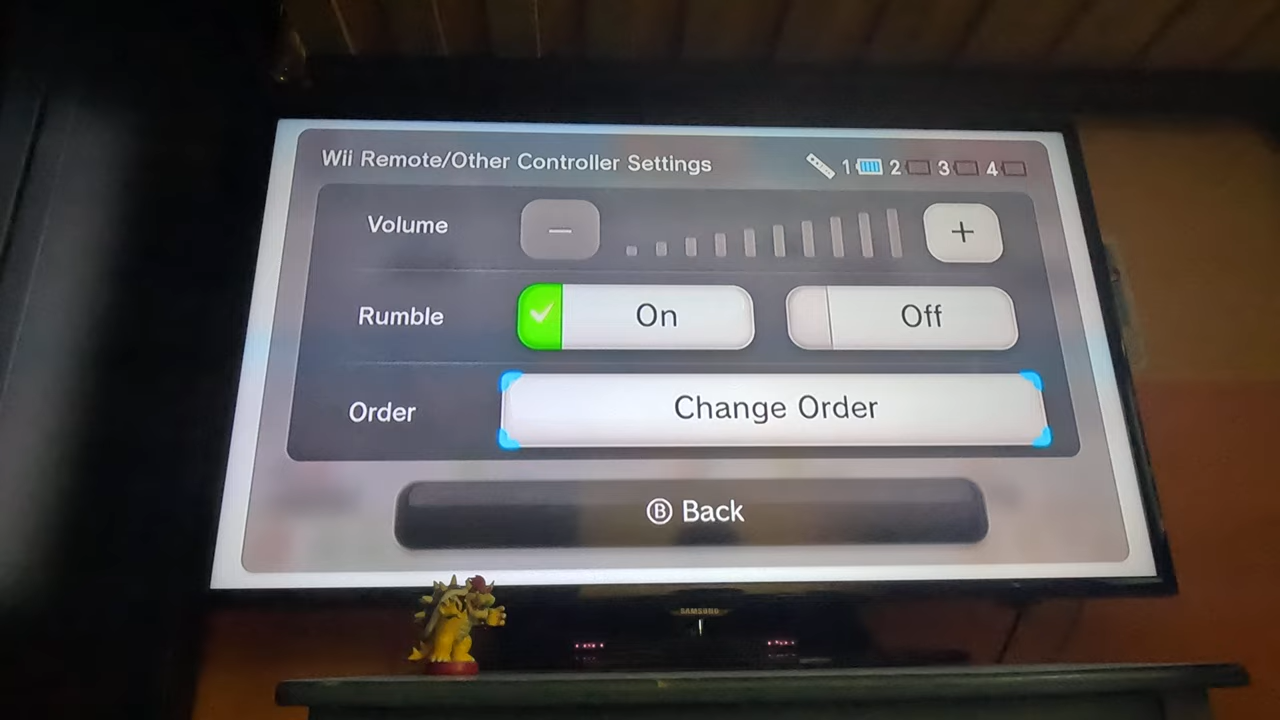 Wii Remote/Other Controller Settings 1 2 3 4
Volume − +
Rumble On Off
Order Change Order
Ⓑ Back
SAMSUNG